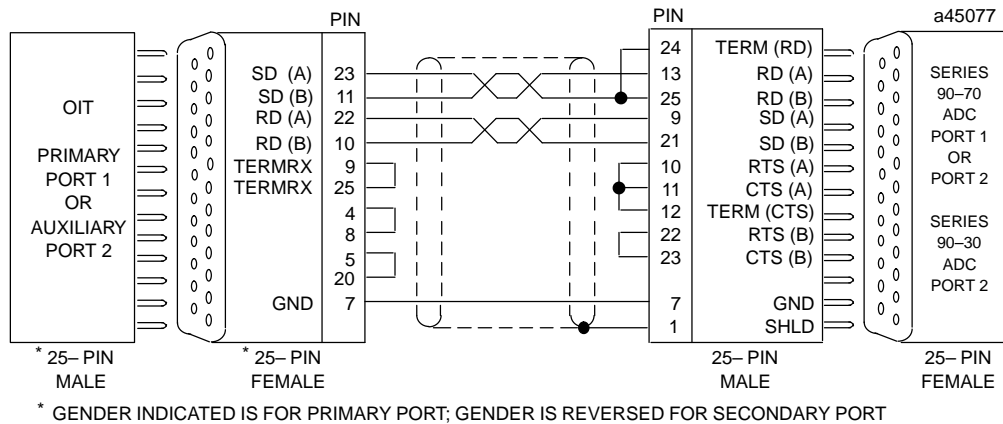 PIN
PIN
a45077
OIT
PRIMARY
PORT 1
OR
AUXILIARY
PORT 2
SD (A) 23
SD (B) 11
RD (A) 22
RD (B) 10
TERMRX 9
TERMRX 25
4
8
5
20
GND 7
24 TERM (RD)
13 RD (A)
25 RD (B)
9 SD (A)
21 SD (B)
10 RTS (A)
11 CTS (A)
12 TERM (CTS)
22 RTS (B)
23 CTS (B)
7 GND
1 SHLD
SERIES
90–70
ADC
PORT 1
OR
PORT 2
SERIES
90–30
ADC
PORT 2
* 25– PIN
MALE
* 25– PIN
FEMALE
25– PIN
MALE
25– PIN
FEMALE
* GENDER INDICATED IS FOR PRIMARY PORT; GENDER IS REVERSED FOR SECONDARY PORT